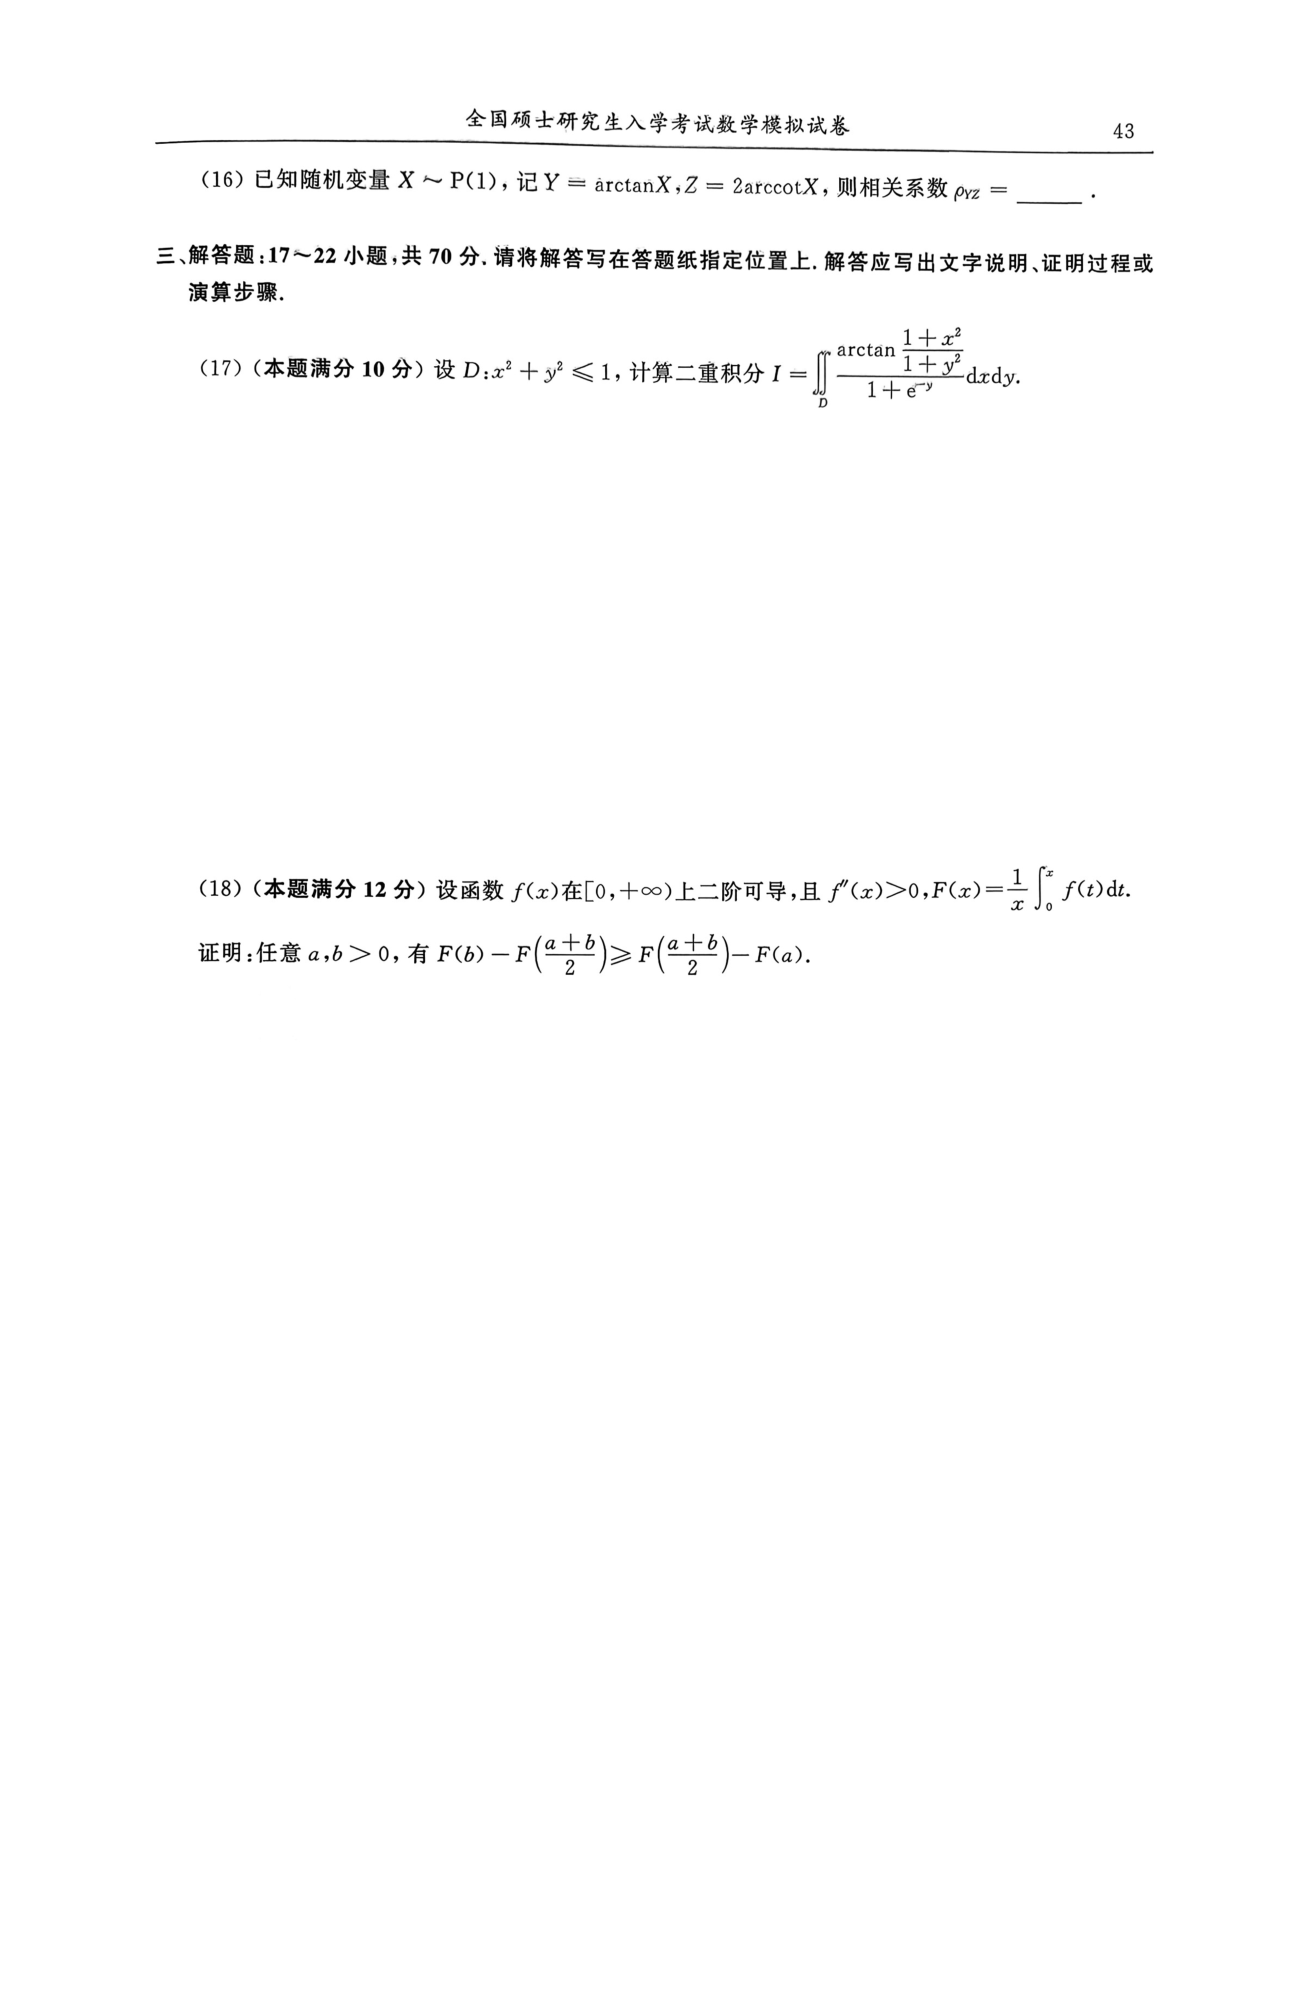 全国硕士研究生入学考试数学模拟试卷 43
(16) 已知随机变量 X ~ P(1), 记 Y = arctanX, Z = 2arccotX, 则相关系数 ρ_{YZ} = ______ .
三、解答题:17~22 小题,共 70 分. 请将解答写在答题纸指定位置上. 解答应写出文字说明、证明过程或
演算步骤.
(17) (本题满分 10 分) 设 D: x² + y² ≤ 1, 计算二重积分 I = ∬_D \frac{arctan \frac{1+x²}{1+y²}}{1+e^{-y}} dxdy.
(18) (本题满分 12 分) 设函数 f(x) 在[0, +∞)上二阶可导, 且 f″(x)>0, F(x) = \frac{1}{x} ∫_0^x f(t)dt.
证明: 任意 a,b > 0, 有 F(b) − F(\frac{a+b}{2}) ≥ F(\frac{a+b}{2}) − F(a).